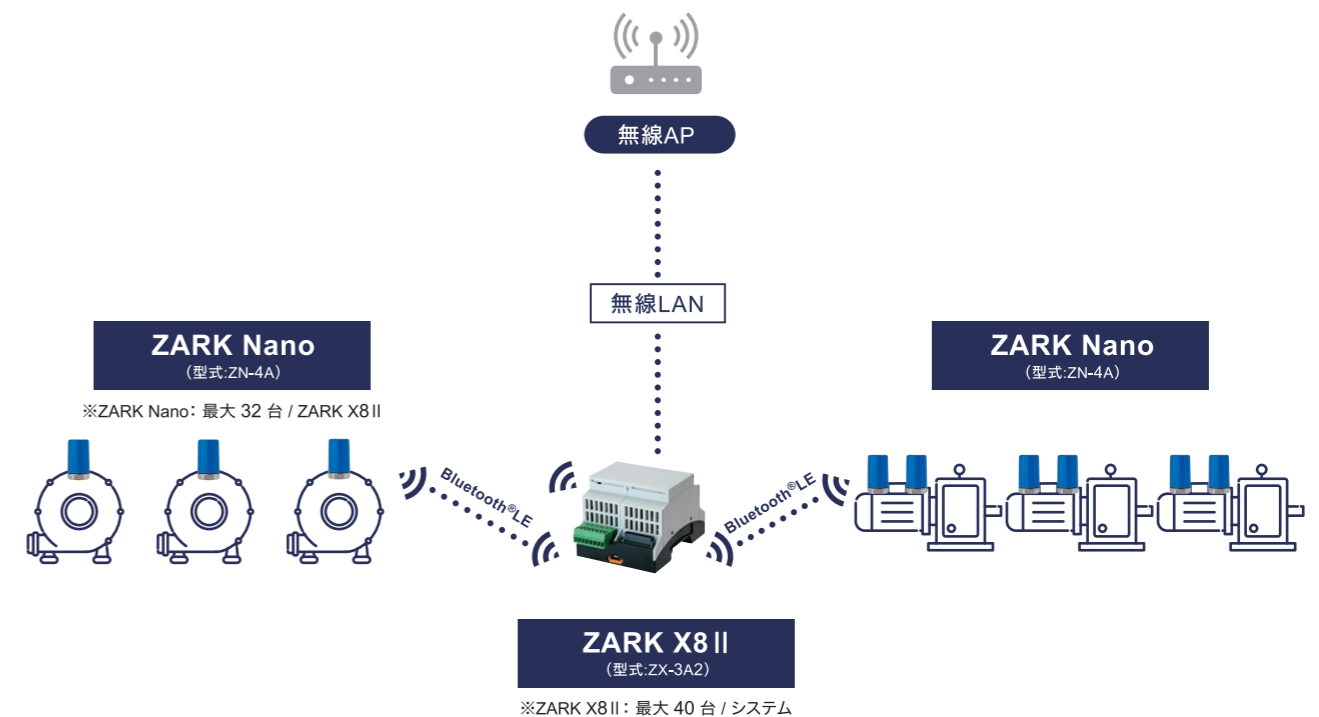 無線AP
無線LAN
ZARK Nano
（型式:ZN-4A）
※ZARK Nano：最大 32 台 / ZARK X8Ⅱ
ZARK Nano
（型式:ZN-4A）
Bluetooth®LE
Bluetooth®LE
ZARK X8Ⅱ
（型式:ZX-3A2）
※ZARK X8Ⅱ：最大 40 台 / システム